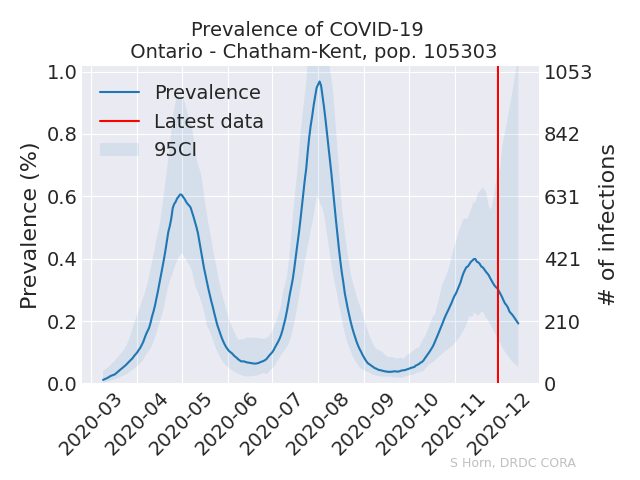 Prevalence of COVID-19
Ontario - Chatham-Kent, pop. 105303
Prevalence (%)
1.0
0.8
0.6
0.4
0.2
0.0
Prevalence
Latest data
95CI
1053
842
631
421
210
0
# of infections
2020-03
2020-04
2020-05
2020-06
2020-07
2020-08
2020-09
2020-10
2020-11
2020-12
S Horn, DRDC CORA